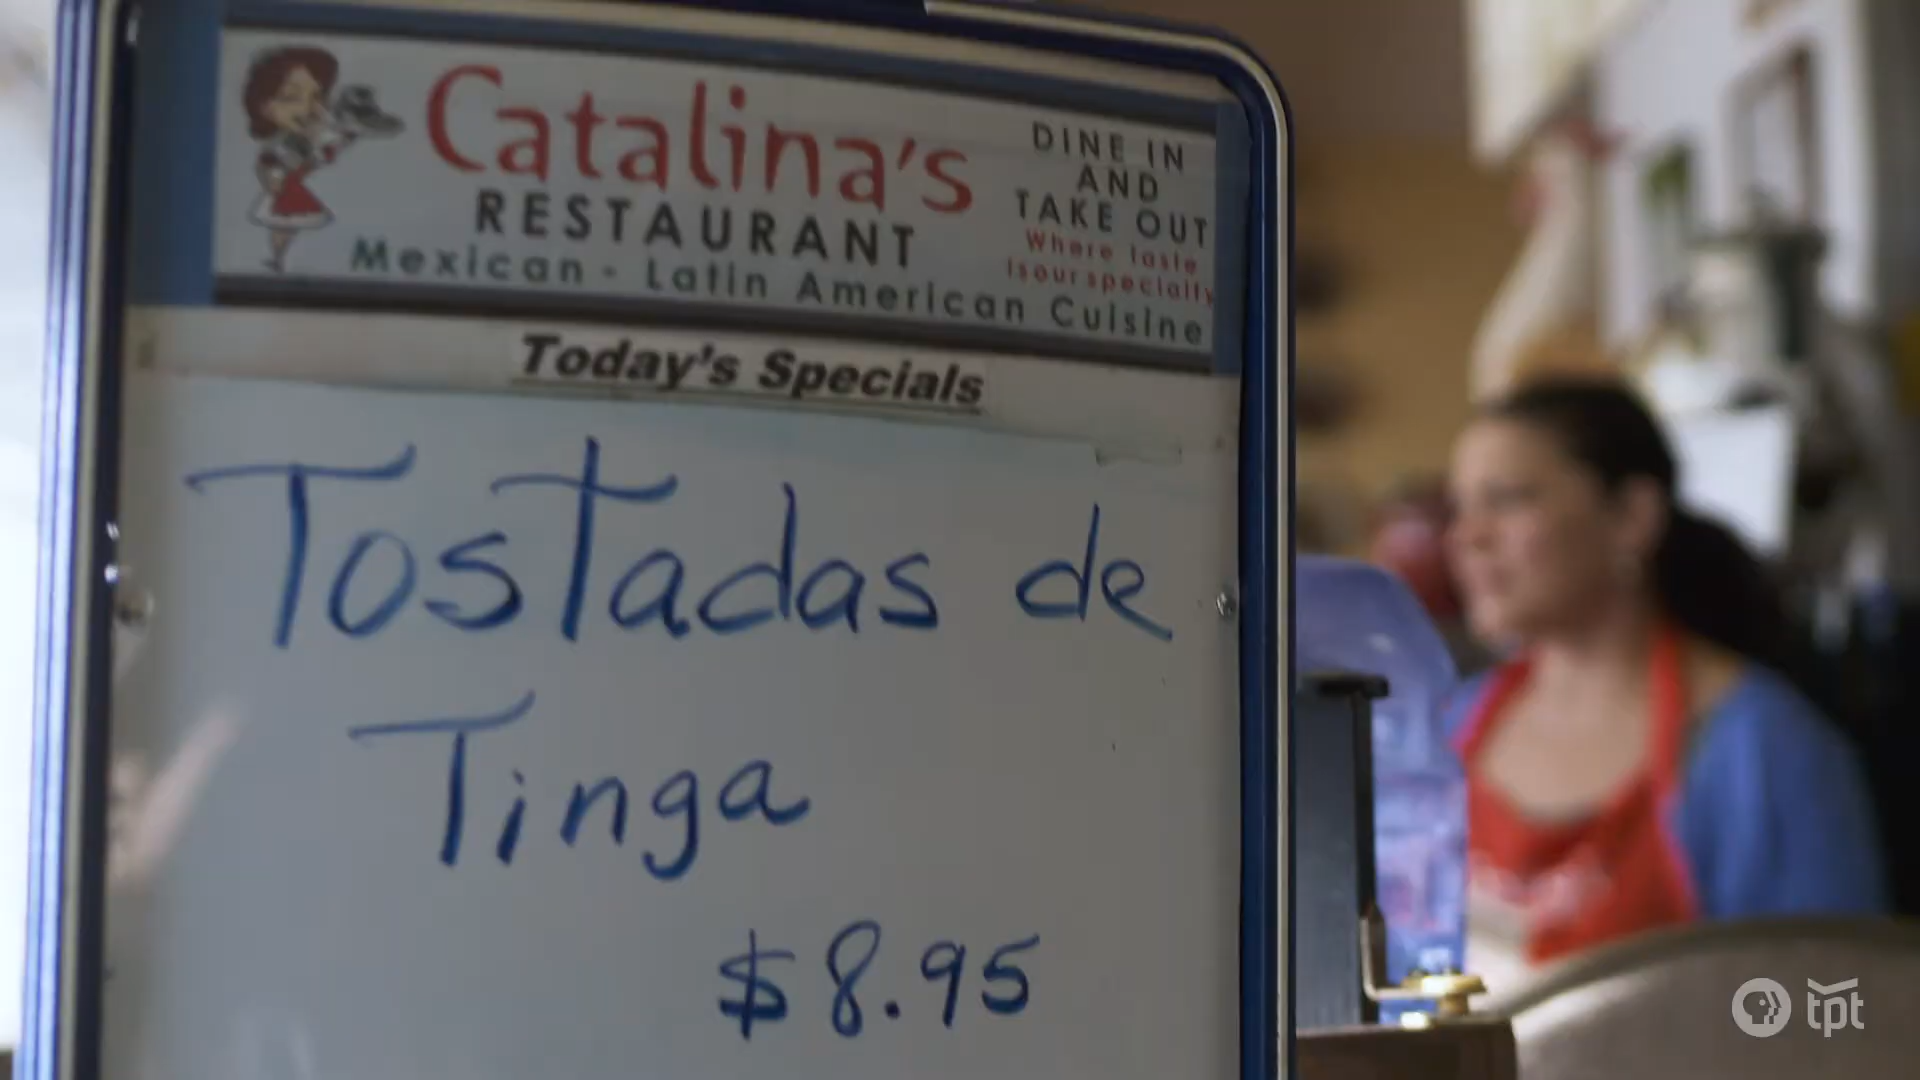 Catalina's
RESTAURANT
Mexican - Latin American Cuisine
DINE IN
AND
TAKE OUT
Where taste
is our specialty
Today's Specials
Tostadas de
Tinga
$8.95
PBS tpt